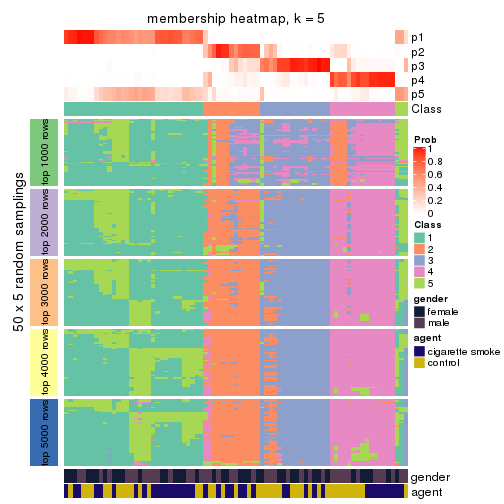 membership heatmap, k = 5
p1
p2
p3
p4
p5
Class
50 x 5 random samplings
top 1000 rows
top 2000 rows
top 3000 rows
top 4000 rows
top 5000 rows
gender
agent
Prob
1
0.8
0.6
0.4
0.2
0
Class
1
2
3
4
5
gender
female
male
agent
cigarette smoke
control